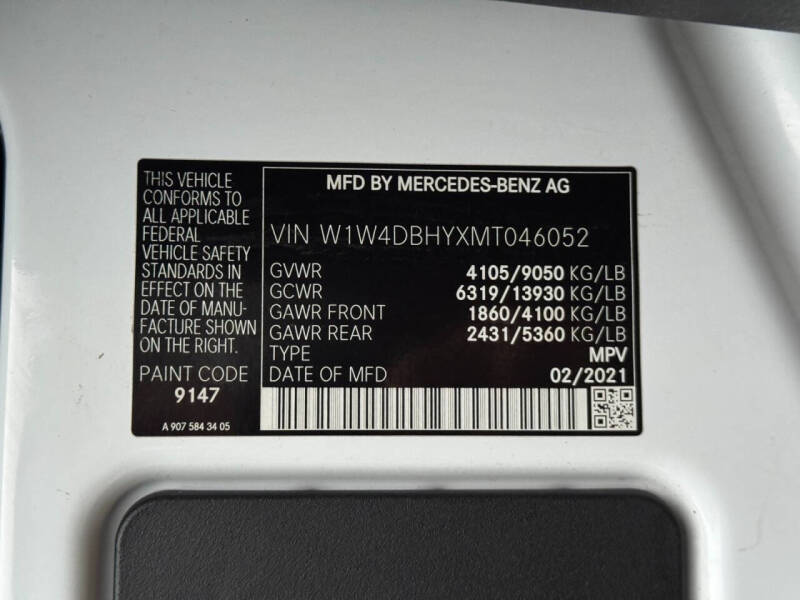 THIS VEHICLE
CONFORMS TO
ALL APPLICABLE
FEDERAL
VEHICLE SAFETY
STANDARDS IN
EFFECT ON THE
DATE OF MANU-
FACTURE SHOWN
ON THE RIGHT.
PAINT CODE
9147
A 907 584 34 05
MFD BY MERCEDES-BENZ AG
VIN W1W4DBHYXMT046052
GVWR 4105/9050 KG/LB
GCWR 6319/13930 KG/LB
GAWR FRONT 1860/4100 KG/LB
GAWR REAR 2431/5360 KG/LB
TYPE MPV
DATE OF MFD 02/2021